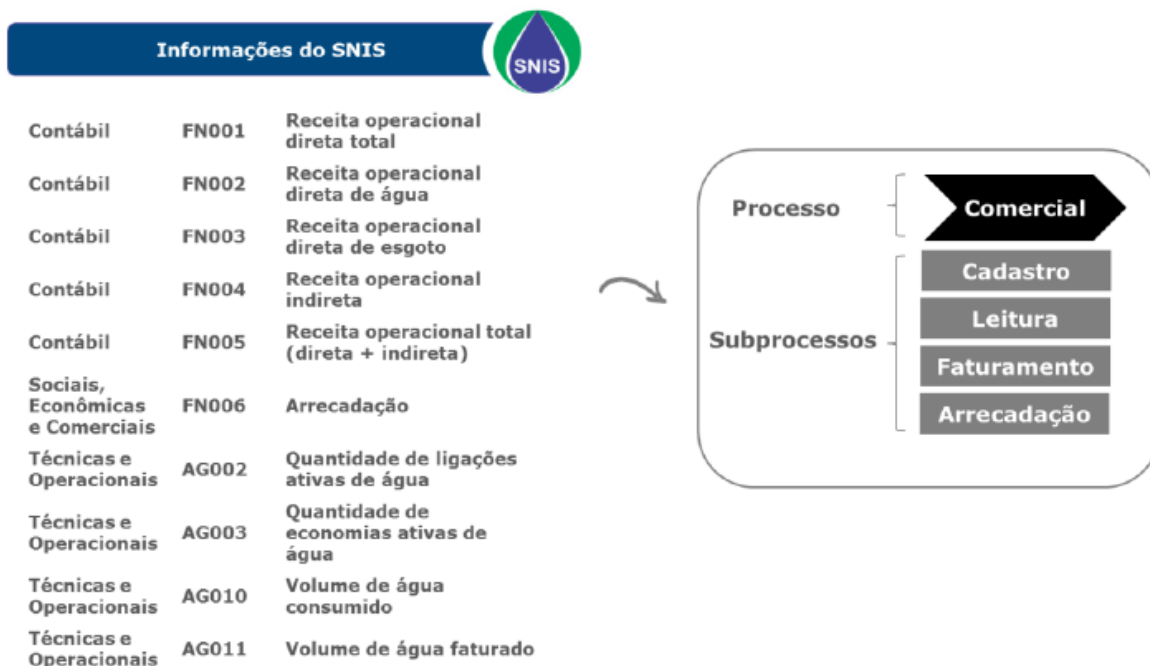 Informações do SNIS
SNIS
Contábil FN001 Receita operacional
direta total
Contábil FN002 Receita operacional
direta de água
Contábil FN003 Receita operacional
direta de esgoto
Contábil FN004 Receita operacional
indireta
Contábil FN005 Receita operacional total
(direta + indireta)
Sociais,
Econômicas
e Comerciais
FN006 Arrecadação
Técnicas e
Operacionais
AG002 Quantidade de ligações
ativas de água
Técnicas e
Operacionais
AG003 Quantidade de
economias ativas de
água
Técnicas e
Operacionais
AG010 Volume de água
consumido
Técnicas e
Operacionais
AG011 Volume de água faturado
Processo
Comercial
Subprocessos
Cadastro
Leitura
Faturamento
Arrecadação